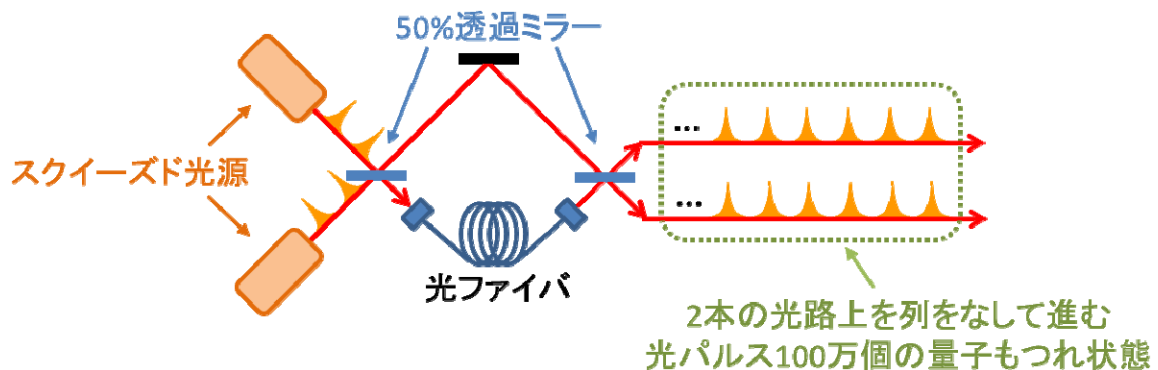 50%透過ミラー
スクイーズド光源
光ファイバ
...
...
2本の光路上を列をなして進む
光パルス100万個の量子もつれ状態